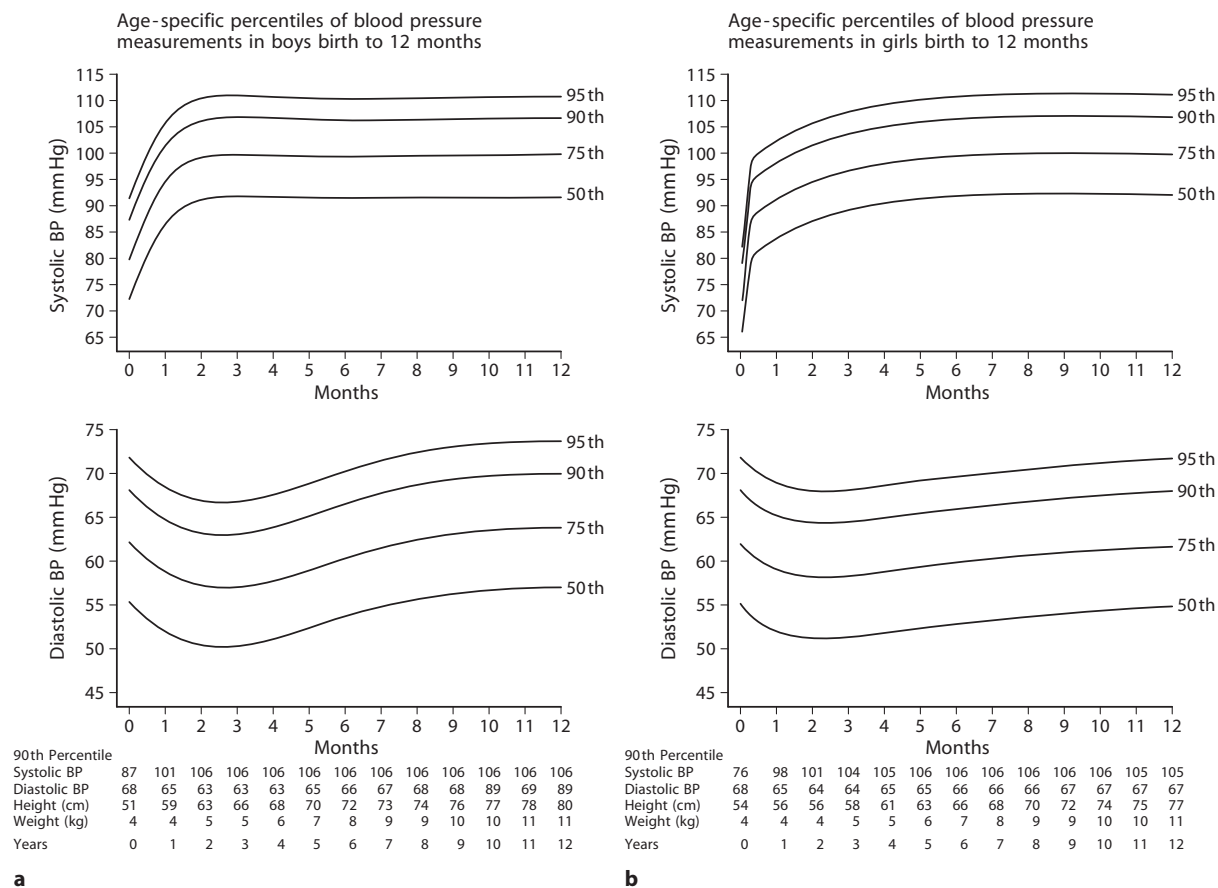 Age-specific percentiles of blood pressure
measurements in boys birth to 12 months
115
110
105
100
95
90
85
80
75
70
65
Systolic BP (mm Hg)
95th
90th
75th
50th
0 1 2 3 4 5 6 7 8 9 10 11 12
Months
75
70
65
60
55
50
45
Diastolic BP (mm Hg)
95th
90th
75th
50th
0 1 2 3 4 5 6 7 8 9 10 11 12
Months
90th Percentile
Systolic BP 87 101 106 106 106 106 106 106 106 106 106 106 106
Diastolic BP 68 65 63 63 63 65 66 67 68 68 89 69 89
Height (cm) 51 59 63 66 68 70 72 73 74 76 77 78 80
Weight (kg) 4 4 5 5 6 7 8 9 9 10 10 11 11
Years 0 1 2 3 4 5 6 7 8 9 10 11 12
a
Age-specific percentiles of blood pressure
measurements in girls birth to 12 months
115
110
105
100
95
90
85
80
75
70
65
Systolic BP (mm Hg)
95th
90th
75th
50th
0 1 2 3 4 5 6 7 8 9 10 11 12
Months
75
70
65
60
55
50
45
Diastolic BP (mm Hg)
95th
90th
75th
50th
0 1 2 3 4 5 6 7 8 9 10 11 12
Months
90th Percentile
Systolic BP 76 98 101 104 105 106 106 106 106 106 106 105 105
Diastolic BP 68 65 64 64 65 65 66 66 66 67 67 67 67
Height (cm) 54 56 56 58 61 63 66 68 70 72 74 75 77
Weight (kg) 4 4 4 5 5 6 7 8 9 9 10 10 11
Years 0 1 2 3 4 5 6 7 8 9 10 11 12
b